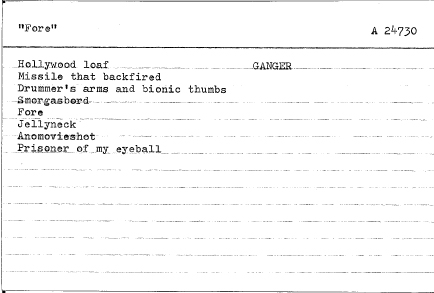 "Fore" A 24730
Hollywood loaf GANGER
Missile that backfired
Drummer's arms and bionic thumbs
Smorgasbord
Fore
Jellyneck
Anomovieshot
Prisoner of my eyeball